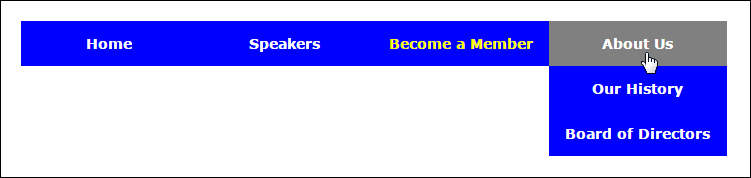 Home Speakers Become a Member About Us
Our History
Board of Directors